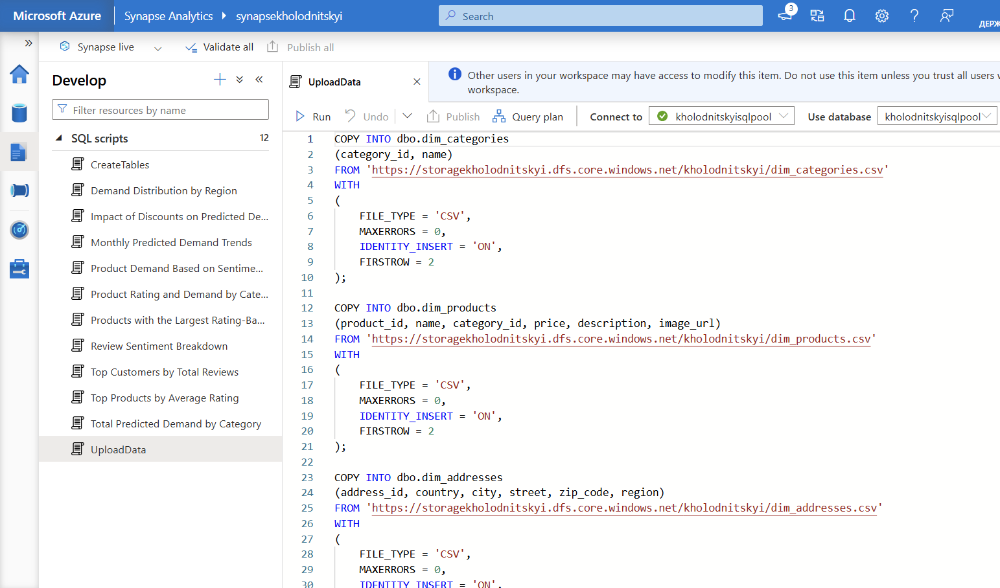 Microsoft Azure
Synapse Analytics
synapsekholodnitskyi
Search
3
ДЕРЖ
Synapse live
Validate all
Publish all
Develop
Filter resources by name
SQL scripts
12
CreateTables
Demand Distribution by Region
Impact of Discounts on Predicted De...
Monthly Predicted Demand Trends
Product Demand Based on Sentime...
Product Rating and Demand by Cate...
Products with the Largest Rating-Ba...
Review Sentiment Breakdown
Top Customers by Total Reviews
Top Products by Average Rating
Total Predicted Demand by Category
UploadData
UploadData
Other users in your workspace may have access to modify this item. Do not use this item unless you trust all users
workspace.
Run
Undo
Publish
Query plan
Connect to
kholodnitskyisqlpool
Use database
kholodnitskyisqlpool
1 COPY INTO dbo.dim_categories
2 (category_id, name)
3 FROM 'https://storagekholodnitskyi.dfs.core.windows.net/kholodnitskyi/dim_categories.csv'
4 WITH
5 (
6 FILE_TYPE = 'CSV',
7 MAXERRORS = 0,
8 IDENTITY_INSERT = 'ON',
9 FIRSTROW = 2
10 );
11
12 COPY INTO dbo.dim_products
13 (product_id, name, category_id, price, description, image_url)
14 FROM 'https://storagekholodnitskyi.dfs.core.windows.net/kholodnitskyi/dim_products.csv'
15 WITH
16 (
17 FILE_TYPE = 'CSV',
18 MAXERRORS = 0,
19 IDENTITY_INSERT = 'ON',
20 FIRSTROW = 2
21 );
22
23 COPY INTO dbo.dim_addresses
24 (address_id, country, city, street, zip_code, region)
25 FROM 'https://storagekholodnitskyi.dfs.core.windows.net/kholodnitskyi/dim_addresses.csv'
26 WITH
27 (
28 FILE_TYPE = 'CSV',
29 MAXERRORS = 0,
30 IDENTITY_INSERT = 'ON',